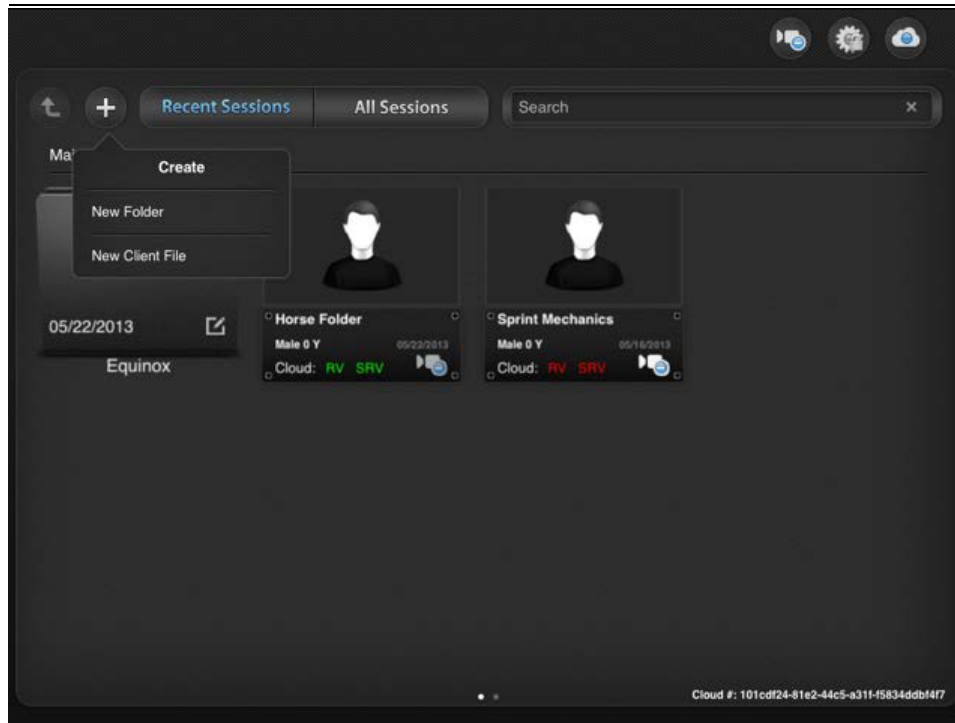 Recent Sessions
All Sessions
Search
Create
New Folder
New Client File
05/22/2013
Equinox
Horse Folder
Male 0 Y
05/22/2013
Cloud: RV SRV
Sprint Mechanics
Male 0 Y
05/16/2013
Cloud: RV SRV
Cloud #: 101cdf24-81e2-44c5-a31f-f5834ddbf4f7